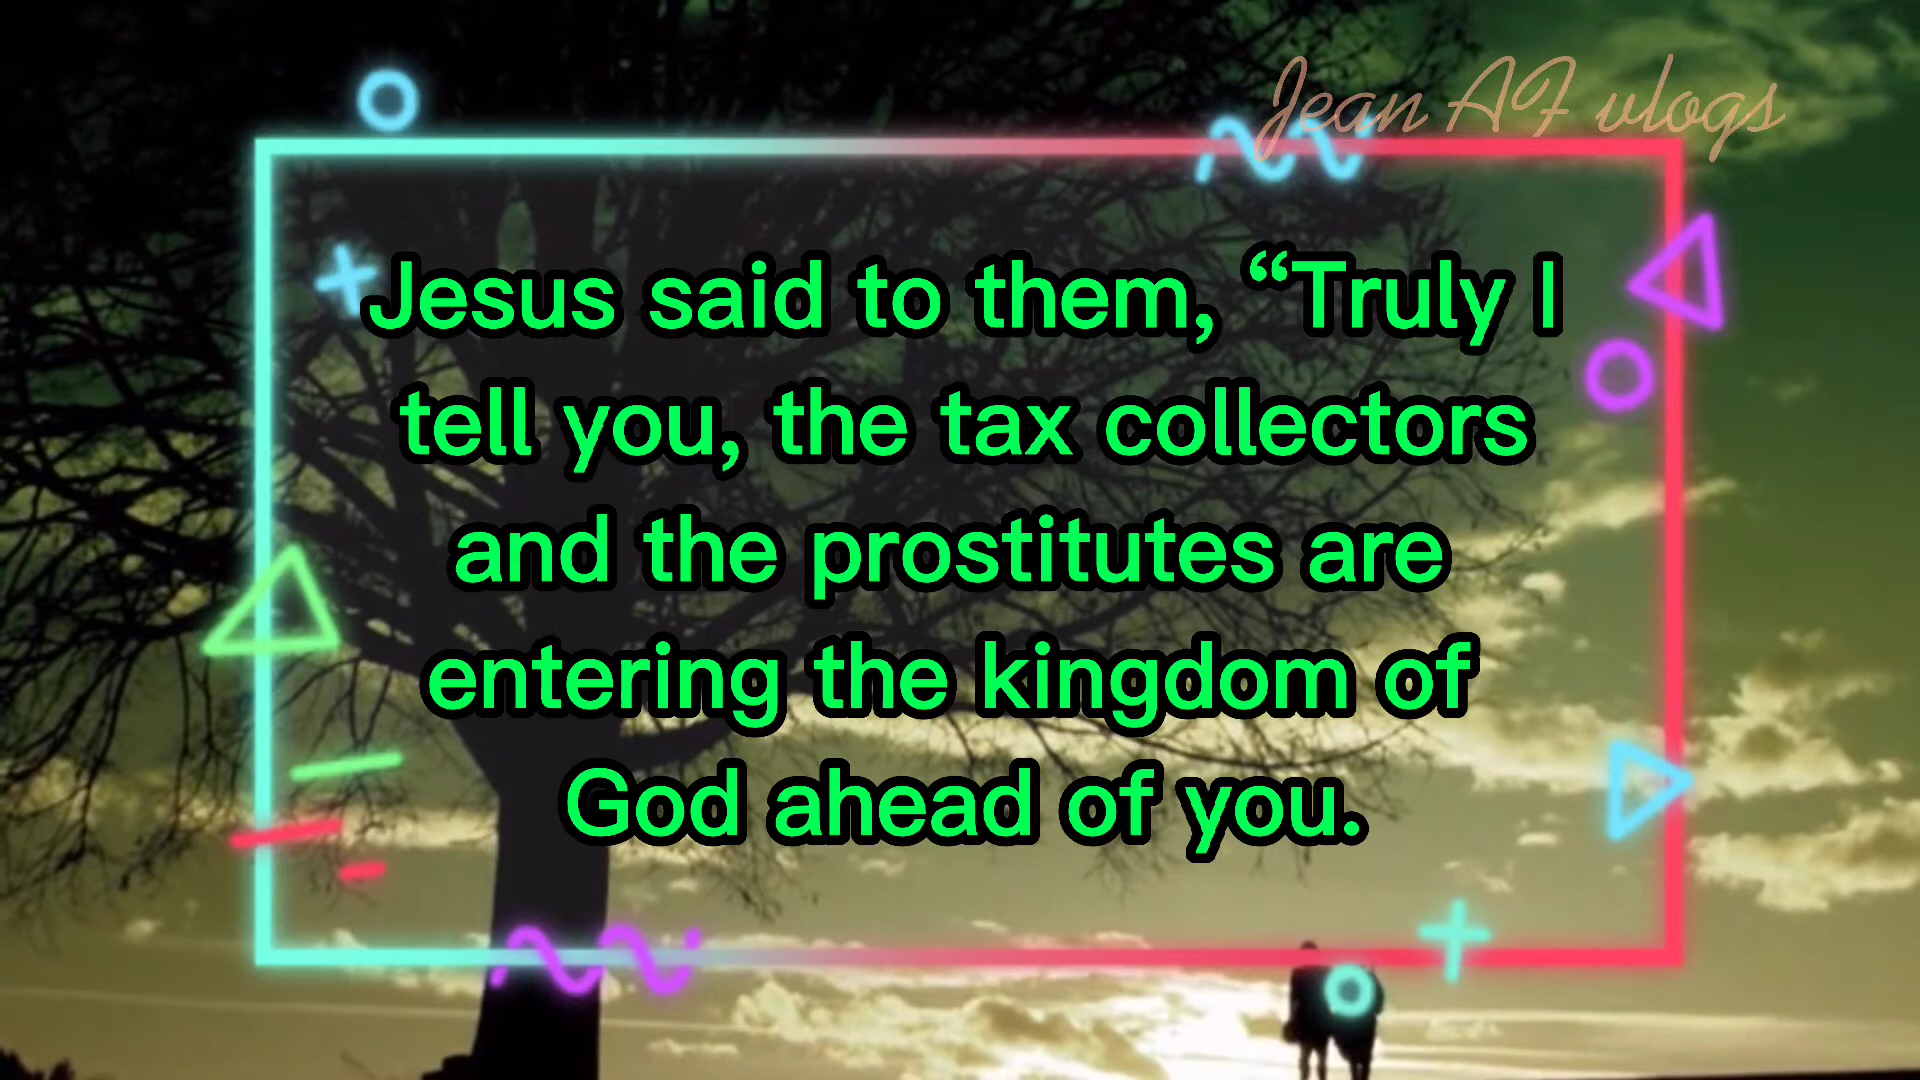 Jean AF vlogs
Jesus said to them, “Truly I
tell you, the tax collectors
and the prostitutes are
entering the kingdom of
God ahead of you.